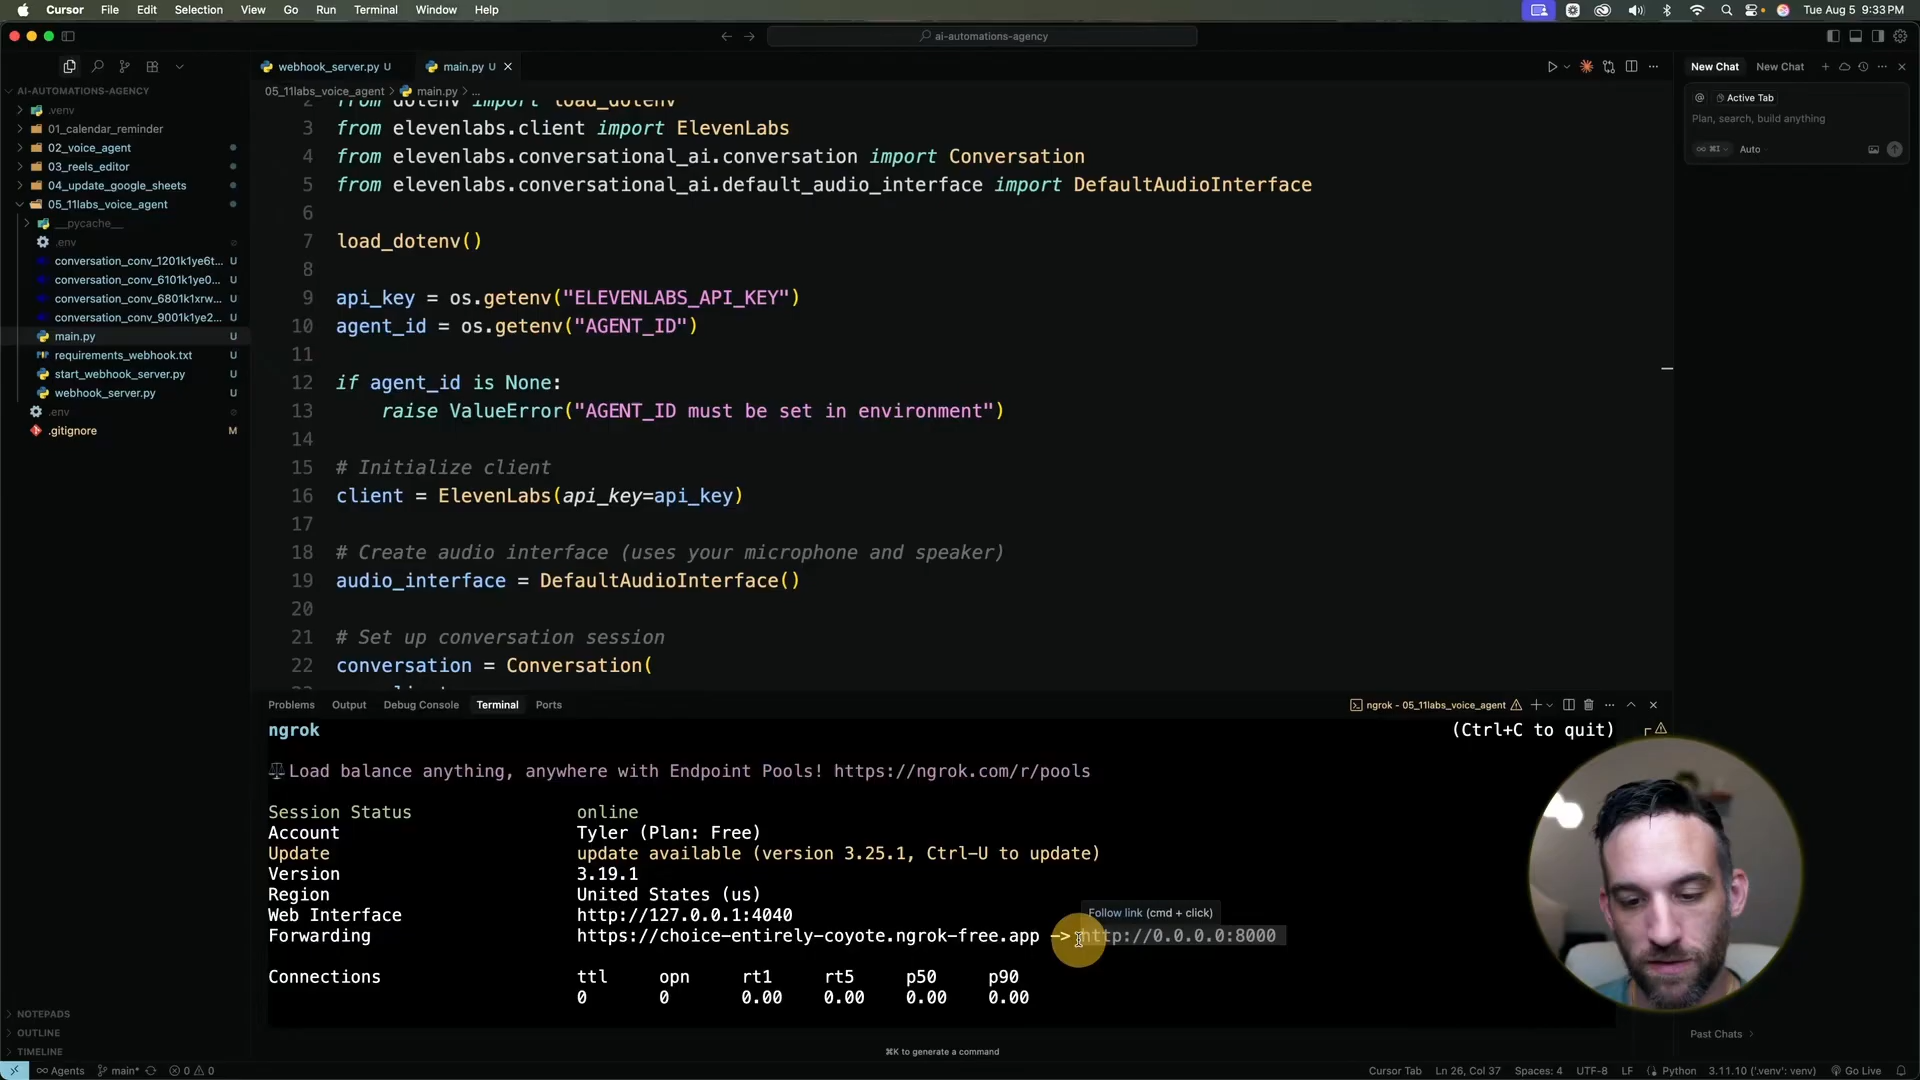 Cursor File Edit Selection View Go Run Terminal Window Help
Tue Aug 5 9:33 PM
ai-automations-agency
webhook_server.py U
main.py U
05_11labs_voice_agent > main.py > ...
AI-AUTOMATIONS-AGENCY
.venv
01_calendar_reminder
02_voice_agent
03_reels_editor
04_update_google_sheets
05_11labs_voice_agent
__pycache__
.env
conversation_conv_1201k1ye6t... U
conversation_conv_6101k1ye0... U
conversation_conv_6801k1xrw... U
conversation_conv_9001k1ye2... U
main.py U
requirements_webhook.txt U
start_webhook_server.py U
webhook_server.py U
.env
.gitignore M
NOTEPADS
OUTLINE
TIMELINE
2 from dotenv import load_dotenv
3 from elevenlabs.client import ElevenLabs
4 from elevenlabs.conversational_ai.conversation import Conversation
5 from elevenlabs.conversational_ai.default_audio_interface import DefaultAudioInterface
6
7 load_dotenv()
8
9 api_key = os.getenv("ELEVENLABS_API_KEY")
10 agent_id = os.getenv("AGENT_ID")
11
12 if agent_id is None:
13 raise ValueError("AGENT_ID must be set in environment")
14
15 # Initialize client
16 client = ElevenLabs(api_key=api_key)
17
18 # Create audio interface (uses your microphone and speaker)
19 audio_interface = DefaultAudioInterface()
20
21 # Set up conversation session
22 conversation = Conversation(
New Chat New Chat
@ Active Tab
Plan, search, build anything
∞ ⌘I Auto
Past Chats >
Problems Output Debug Console Terminal Ports
ngrok - 05_11labs_voice_agent
ngrok (Ctrl+C to quit)
Load balance anything, anywhere with Endpoint Pools! https://ngrok.com/r/pools
Session Status online
Account Tyler (Plan: Free)
Update update available (version 3.25.1, Ctrl-U to update)
Version 3.19.1
Region United States (us)
Web Interface http://127.0.0.1:4040
Follow link (cmd + click)
Forwarding https://choice-entirely-coyote.ngrok-free.app -> http://0.0.0.0:8000
Connections ttl opn rt1 rt5 p50 p90
0 0 0.00 0.00 0.00 0.00
⌘K to generate a command
Agents main* 0 0
Cursor Tab Ln 26, Col 37 Spaces: 4 UTF-8 LF Python 3.11.10 ('.venv': venv) Go Live